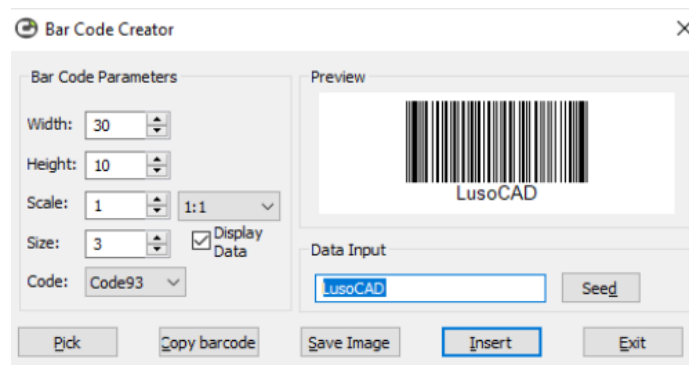 Bar Code Creator
Bar Code Parameters
Width: 30
Height: 10
Scale: 1 1:1
Size: 3 Display
Data
Code: Code93
Preview
LusoCAD
Data Input
LusoCAD Seed
Pick Copy barcode Save Image Insert Exit